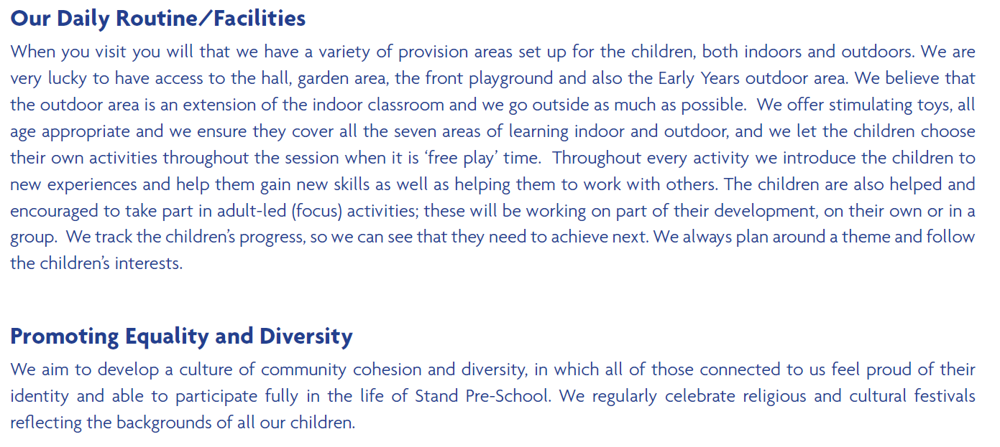 Our Daily Routine/Facilities
When you visit you will that we have a variety of provision areas set up for the children, both indoors and outdoors. We are
very lucky to have access to the hall, garden area, the front playground and also the Early Years outdoor area. We believe that
the outdoor area is an extension of the indoor classroom and we go outside as much as possible.  We offer stimulating toys, all
age appropriate and we ensure they cover all the seven areas of learning indoor and outdoor, and we let the children choose
their own activities throughout the session when it is ‘free play’ time.  Throughout every activity we introduce the children to
new experiences and help them gain new skills as well as helping them to work with others. The children are also helped and
encouraged to take part in adult-led (focus) activities; these will be working on part of their development, on their own or in a
group.  We track the children’s progress, so we can see that they need to achieve next. We always plan around a theme and follow
the children’s interests.
Promoting Equality and Diversity
We aim to develop a culture of community cohesion and diversity, in which all of those connected to us feel proud of their
identity and able to participate fully in the life of Stand Pre-School. We regularly celebrate religious and cultural festivals
reflecting the backgrounds of all our children.